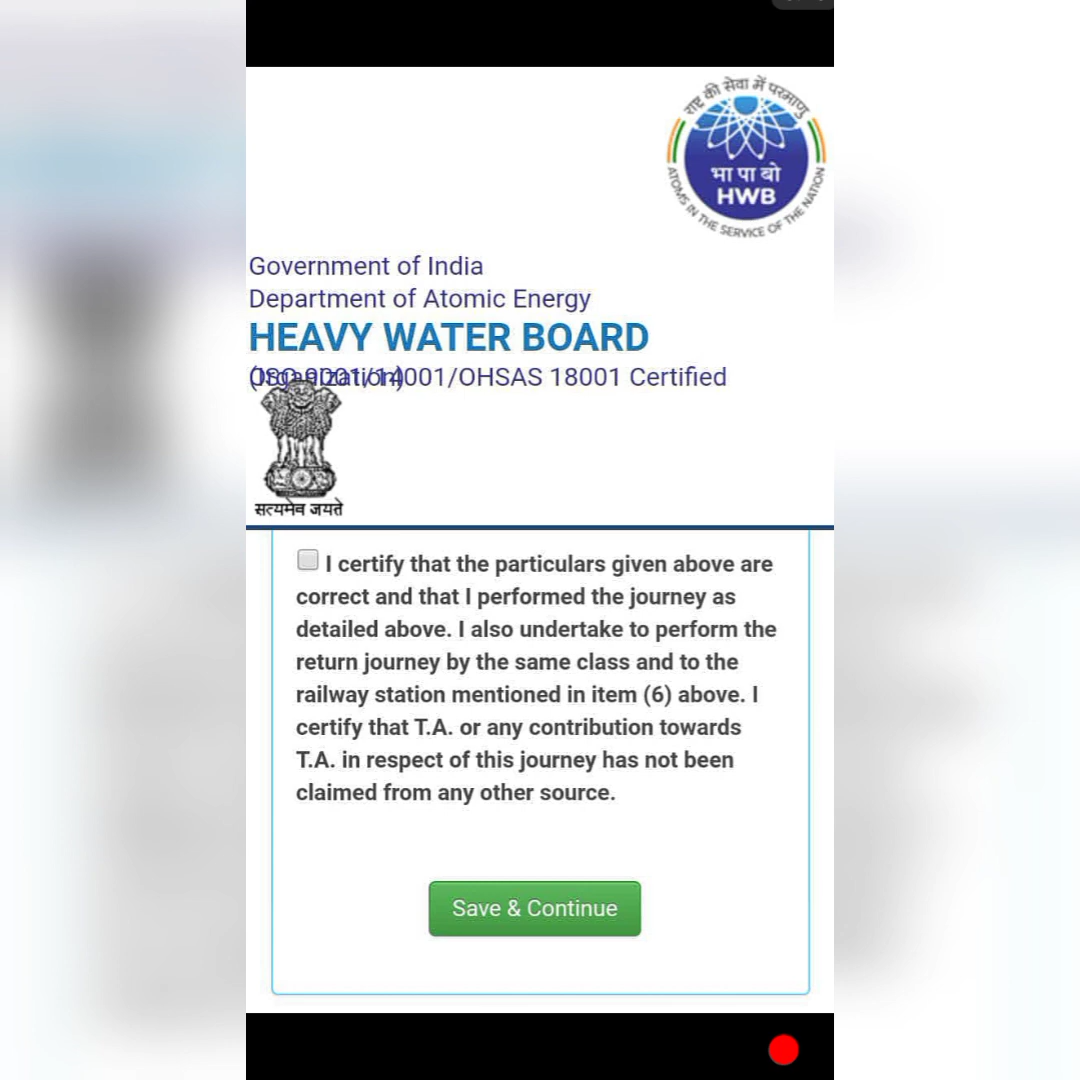 राष्ट्र की सेवा में परमाणु
भा पा बो
HWB
ATOMS IN THE SERVICE OF THE NATION
Government of India
Department of Atomic Energy
HEAVY WATER BOARD
(ISO 9001/14001/OHSAS 18001 Certified
Organization)
सत्यमेव जयते
I certify that the particulars given above are
correct and that I performed the journey as
detailed above. I also undertake to perform the
return journey by the same class and to the
railway station mentioned in item (6) above. I
certify that T.A. or any contribution towards
T.A. in respect of this journey has not been
claimed from any other source.
Save & Continue